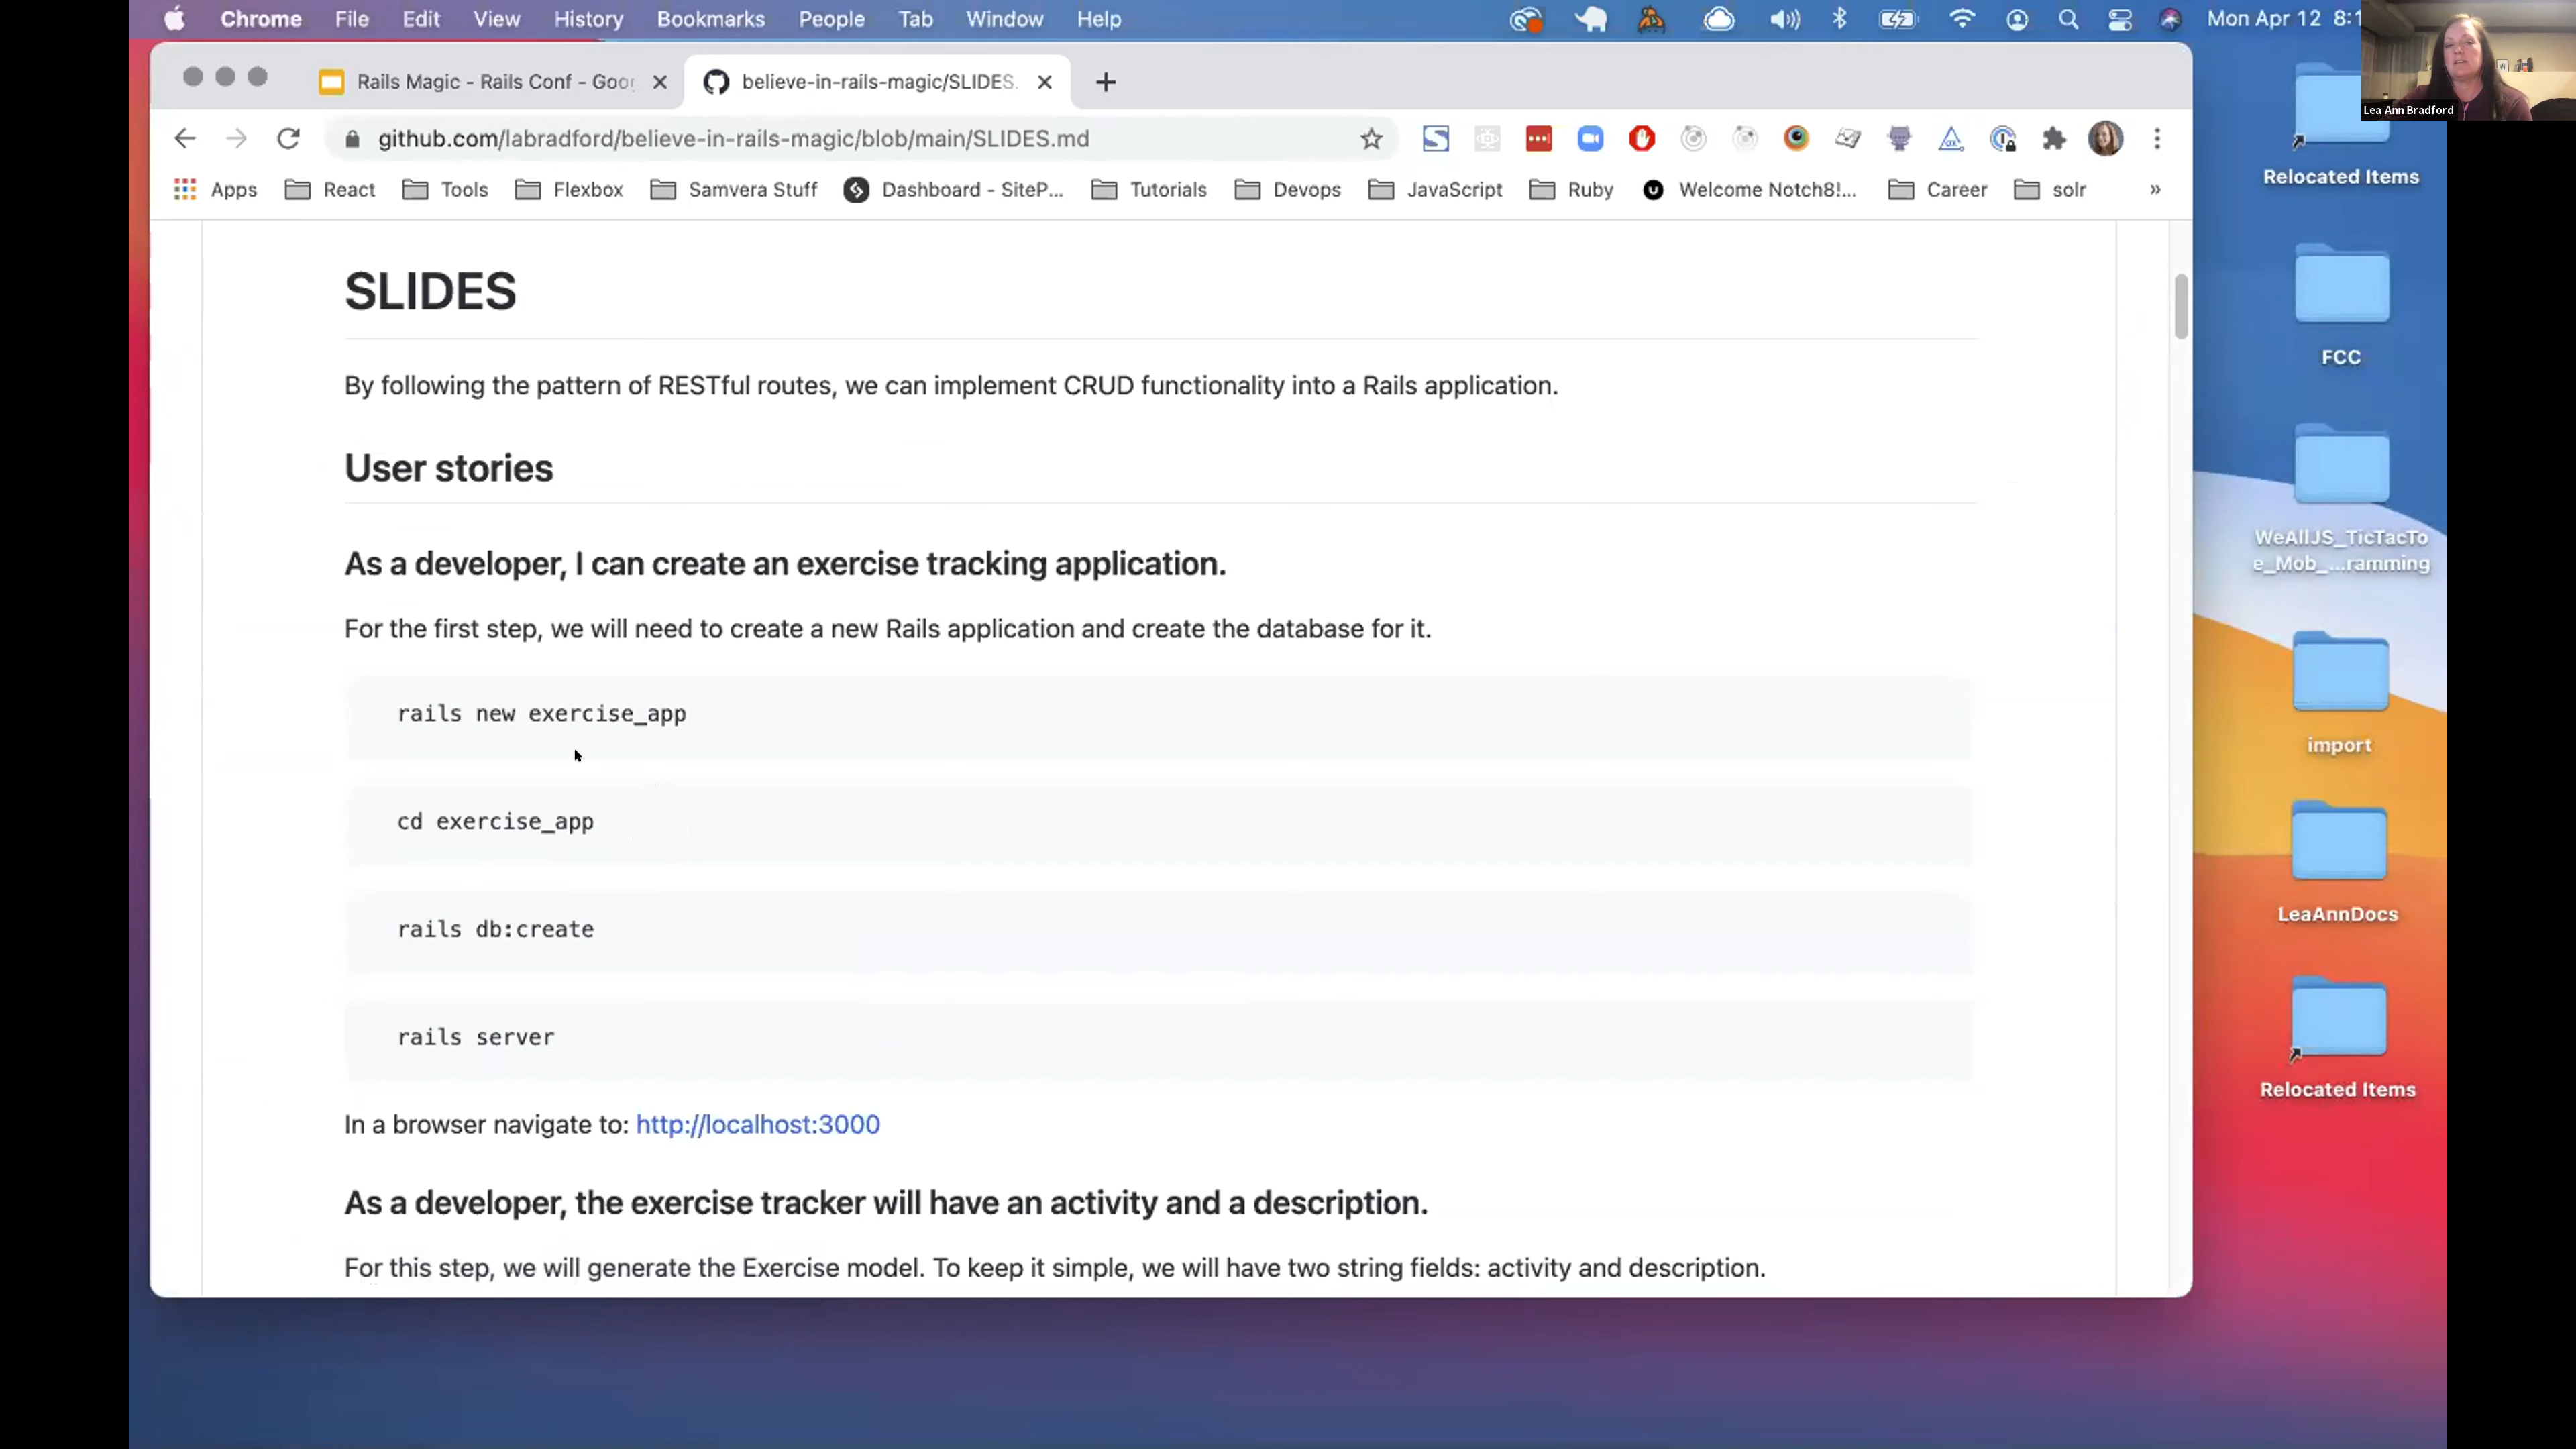 Chrome File Edit View History Bookmarks People Tab Window Help Mon Apr 12 8:1
Lea Ann Bradford
Rails Magic - Rails Conf - Goo
believe-in-rails-magic/SLIDES.
github.com/labradford/believe-in-rails-magic/blob/main/SLIDES.md
Apps React Tools Flexbox Samvera Stuff Dashboard - SiteP... Tutorials Devops JavaScript Ruby Welcome Notch8!... Career solr »
SLIDES
By following the pattern of RESTful routes, we can implement CRUD functionality into a Rails application.
User stories
As a developer, I can create an exercise tracking application.
For the first step, we will need to create a new Rails application and create the database for it.
rails new exercise_app
cd exercise_app
rails db:create
rails server
In a browser navigate to: http://localhost:3000
As a developer, the exercise tracker will have an activity and a description.
For this step, we will generate the Exercise model. To keep it simple, we will have two string fields: activity and description.
Relocated Items
FCC
WeAllJS_TicTacTo
e_Mob_...ramming
import
LeaAnnDocs
Relocated Items